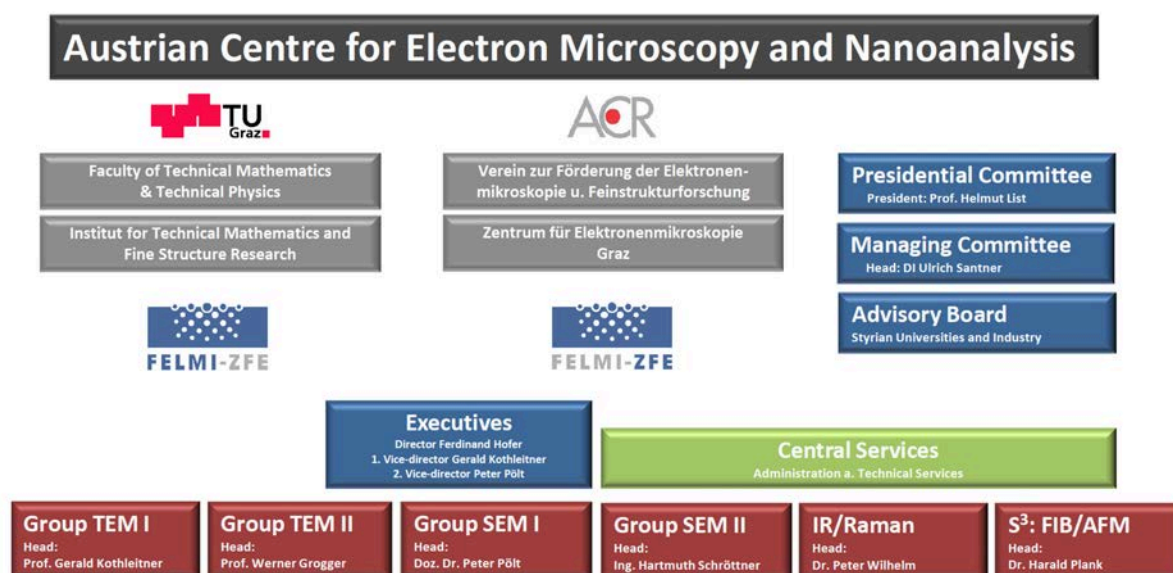 Austrian Centre for Electron Microscopy and Nanoanalysis
TU
Graz
ACR
Faculty of Technical Mathematics
& Technical Physics
Institut for Technical Mathematics and
Fine Structure Research
FELMI-ZFE
Verein zur Förderung der Elektronen-
mikroskopie u. Feinstrukturforschung
Zentrum für Elektronenmikroskopie
Graz
FELMI-ZFE
Presidential Committee
President: Prof. Helmut List
Managing Committee
Head: DI Ulrich Santner
Advisory Board
Styrian Universities and Industry
Executives
Director Ferdinand Hofer
1. Vice-director Gerald Kothleitner
2. Vice-director Peter Pölt
Central Services
Administration a. Technical Services
Group TEM I
Head:
Prof. Gerald Kothleitner
Group TEM II
Head:
Prof. Werner Grogger
Group SEM I
Head:
Doz. Dr. Peter Pölt
Group SEM II
Head:
Ing. Hartmuth Schröttner
IR/Raman
Head:
Dr. Peter Wilhelm
S³: FIB/AFM
Head:
Dr. Harald Plank